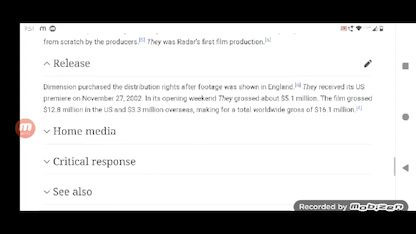 from scratch by the producers.[5] They was Radar's first film production.[5]
Release
Dimension purchased the distribution rights after footage was shown in England.[4] They received its US
premiere on November 27, 2002. In its opening weekend They grossed about $5.1 million. The film grossed
$12.8 million in the US and $3.3 million overseas, making for a total worldwide gross of $16.1 million.[6]
Home media
Critical response
See also
Recorded by Mobizen